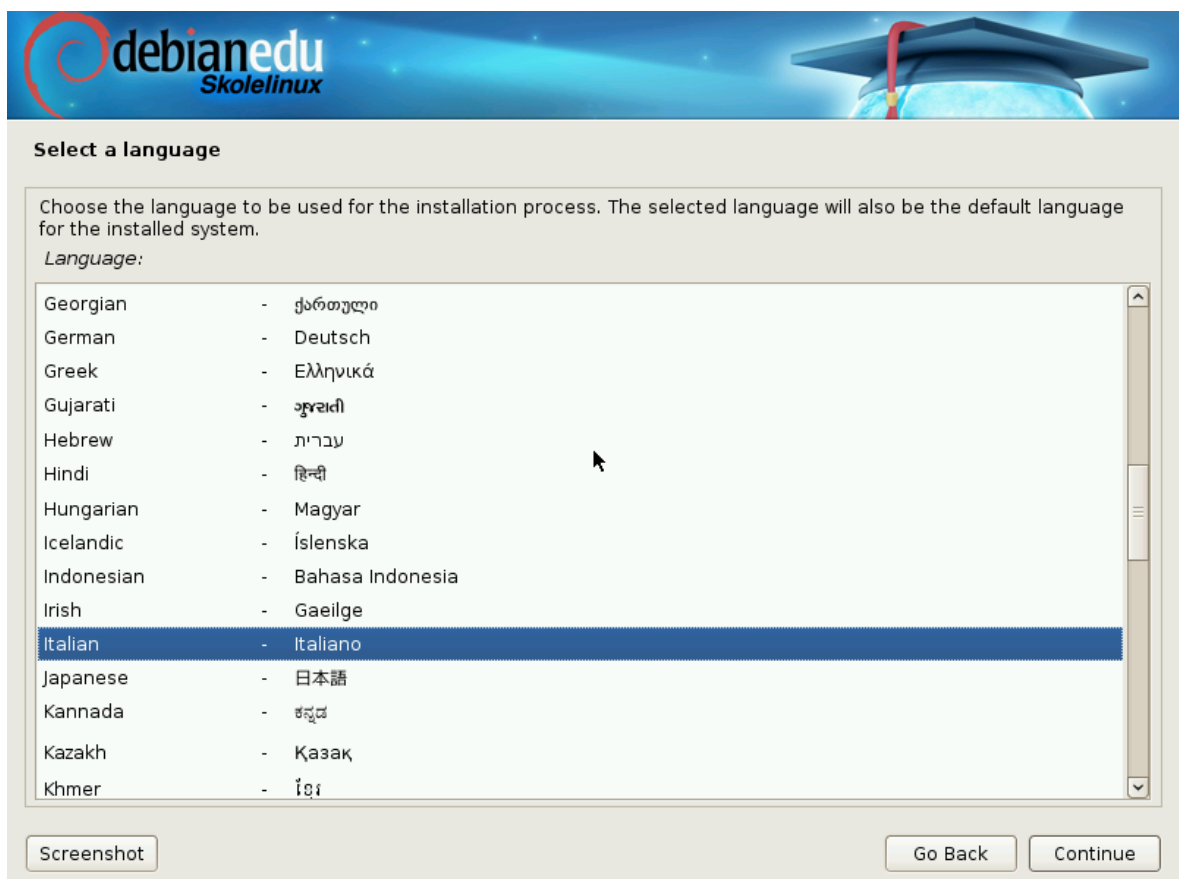 debianedu
Skolelinux
Select a language
Choose the language to be used for the installation process. The selected language will also be the default language
for the installed system.
Language:
Georgian - ქართული
German - Deutsch
Greek - Ελληνικά
Gujarati - ગુજરાતી
Hebrew - עברית
Hindi - हिन्दी
Hungarian - Magyar
Icelandic - Íslenska
Indonesian - Bahasa Indonesia
Irish - Gaeilge
Italian - Italiano
Japanese - 日本語
Kannada - ಕನ್ನಡ
Kazakh - Қазақ
Khmer - ខ្មែរ
Screenshot Go Back Continue